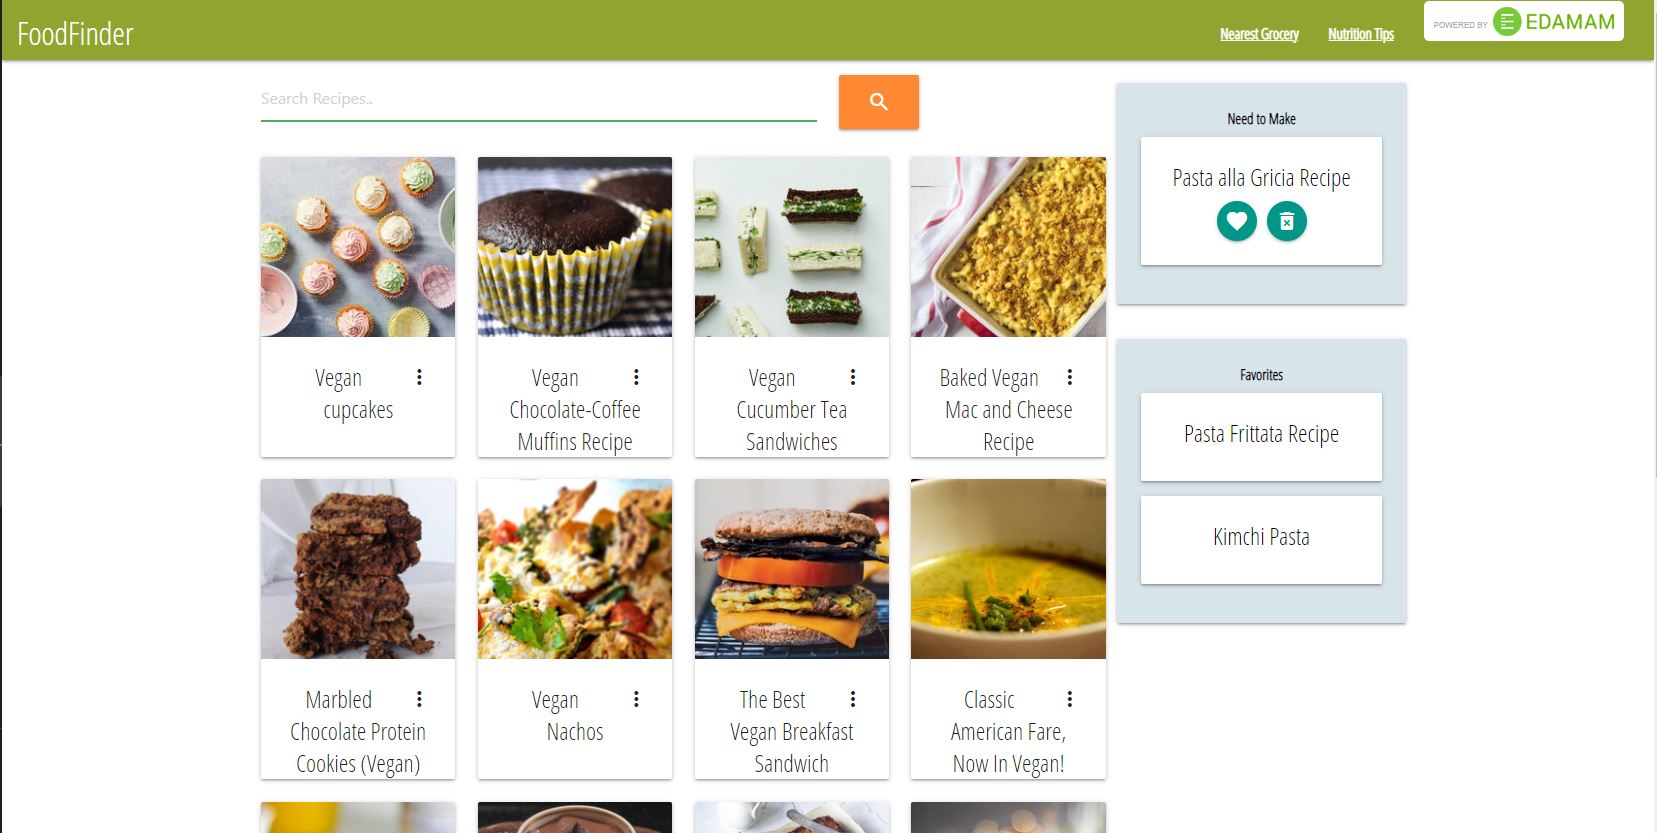 FoodFinder
Nearest Grocery
Nutrition Tips
POWERED BY
EDAMAM
Search Recipes..
Vegan
cupcakes
Vegan
Chocolate-Coffee
Muffins Recipe
Vegan
Cucumber Tea
Sandwiches
Baked Vegan
Mac and Cheese
Recipe
Marbled
Chocolate Protein
Cookies (Vegan)
Vegan
Nachos
The Best
Vegan Breakfast
Sandwich
Classic
American Fare,
Now In Vegan!
Need to Make
Pasta alla Gricia Recipe
Favorites
Pasta Frittata Recipe
Kimchi Pasta